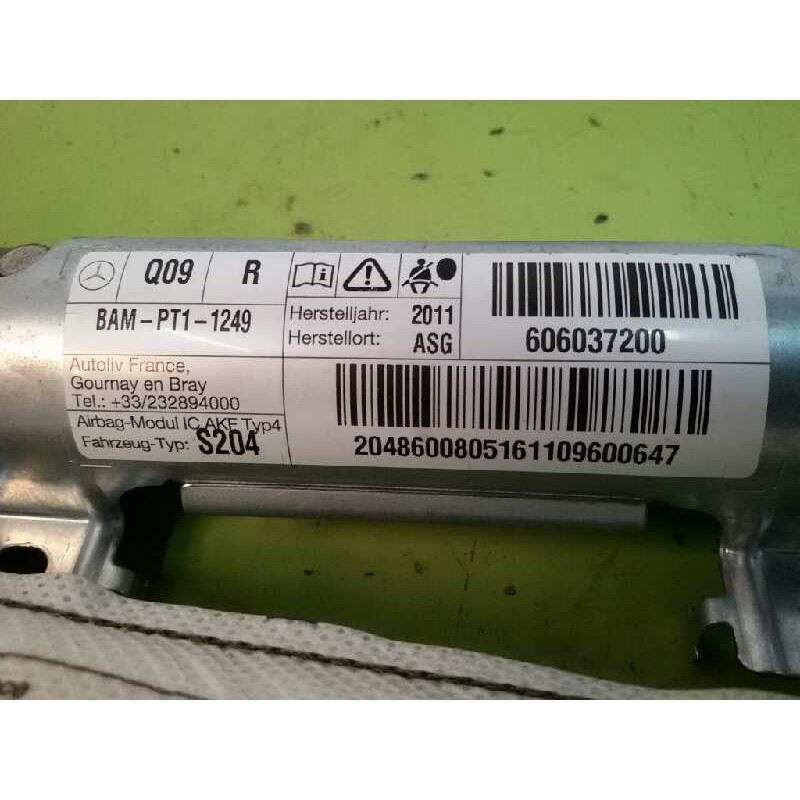 Q09 R
BAM-PT1-1249
Autoliv France,
Gournay en Bray
Tel.: +33/232894000
Airbag-Modul IC AKF Typ4
Fahrzeug-Typ: S204
Herstelljahr: 2011
Herstellort: ASG
606037200
2048600805161109600647